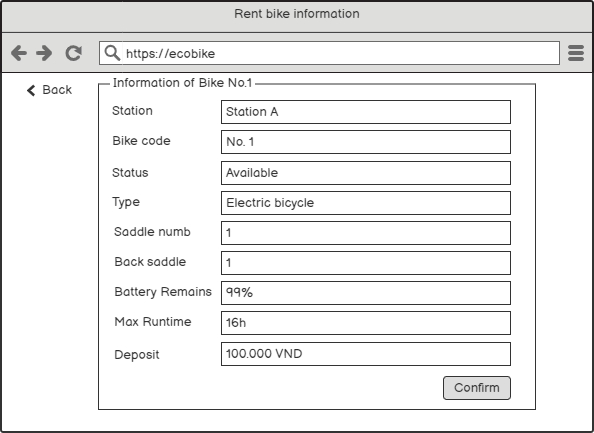 Rent bike information
https://ecobike
Back
Information of Bike No.1
Station Station A
Bike code No. 1
Status Available
Type Electric bicycle
Saddle numb 1
Back saddle 1
Battery Remains 99%
Max Runtime 16h
Deposit 100.000 VND
Confirm